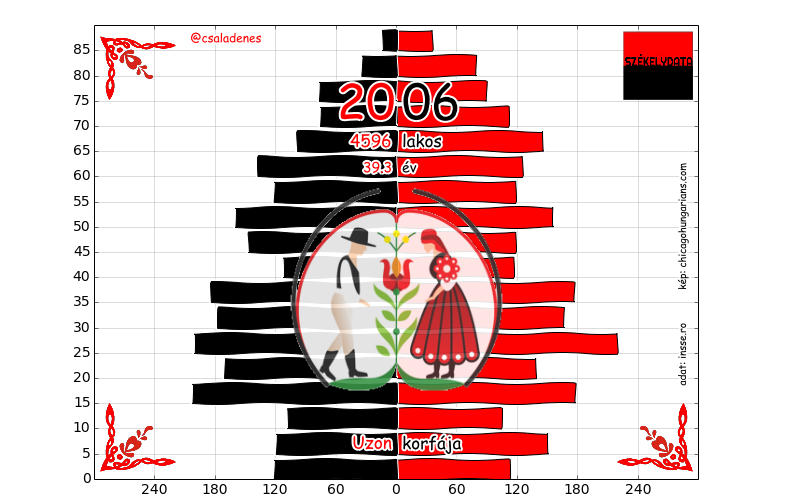 @csaladenes
SZÉKELYDATA
2006
4596 lakos
39.3 év
kép: chicagohungarians.com
adat: insse.ro
Uzon korfája
85
80
75
70
65
60
55
50
45
40
35
30
25
20
15
10
5
0
240 180 120 60 0 60 120 180 240